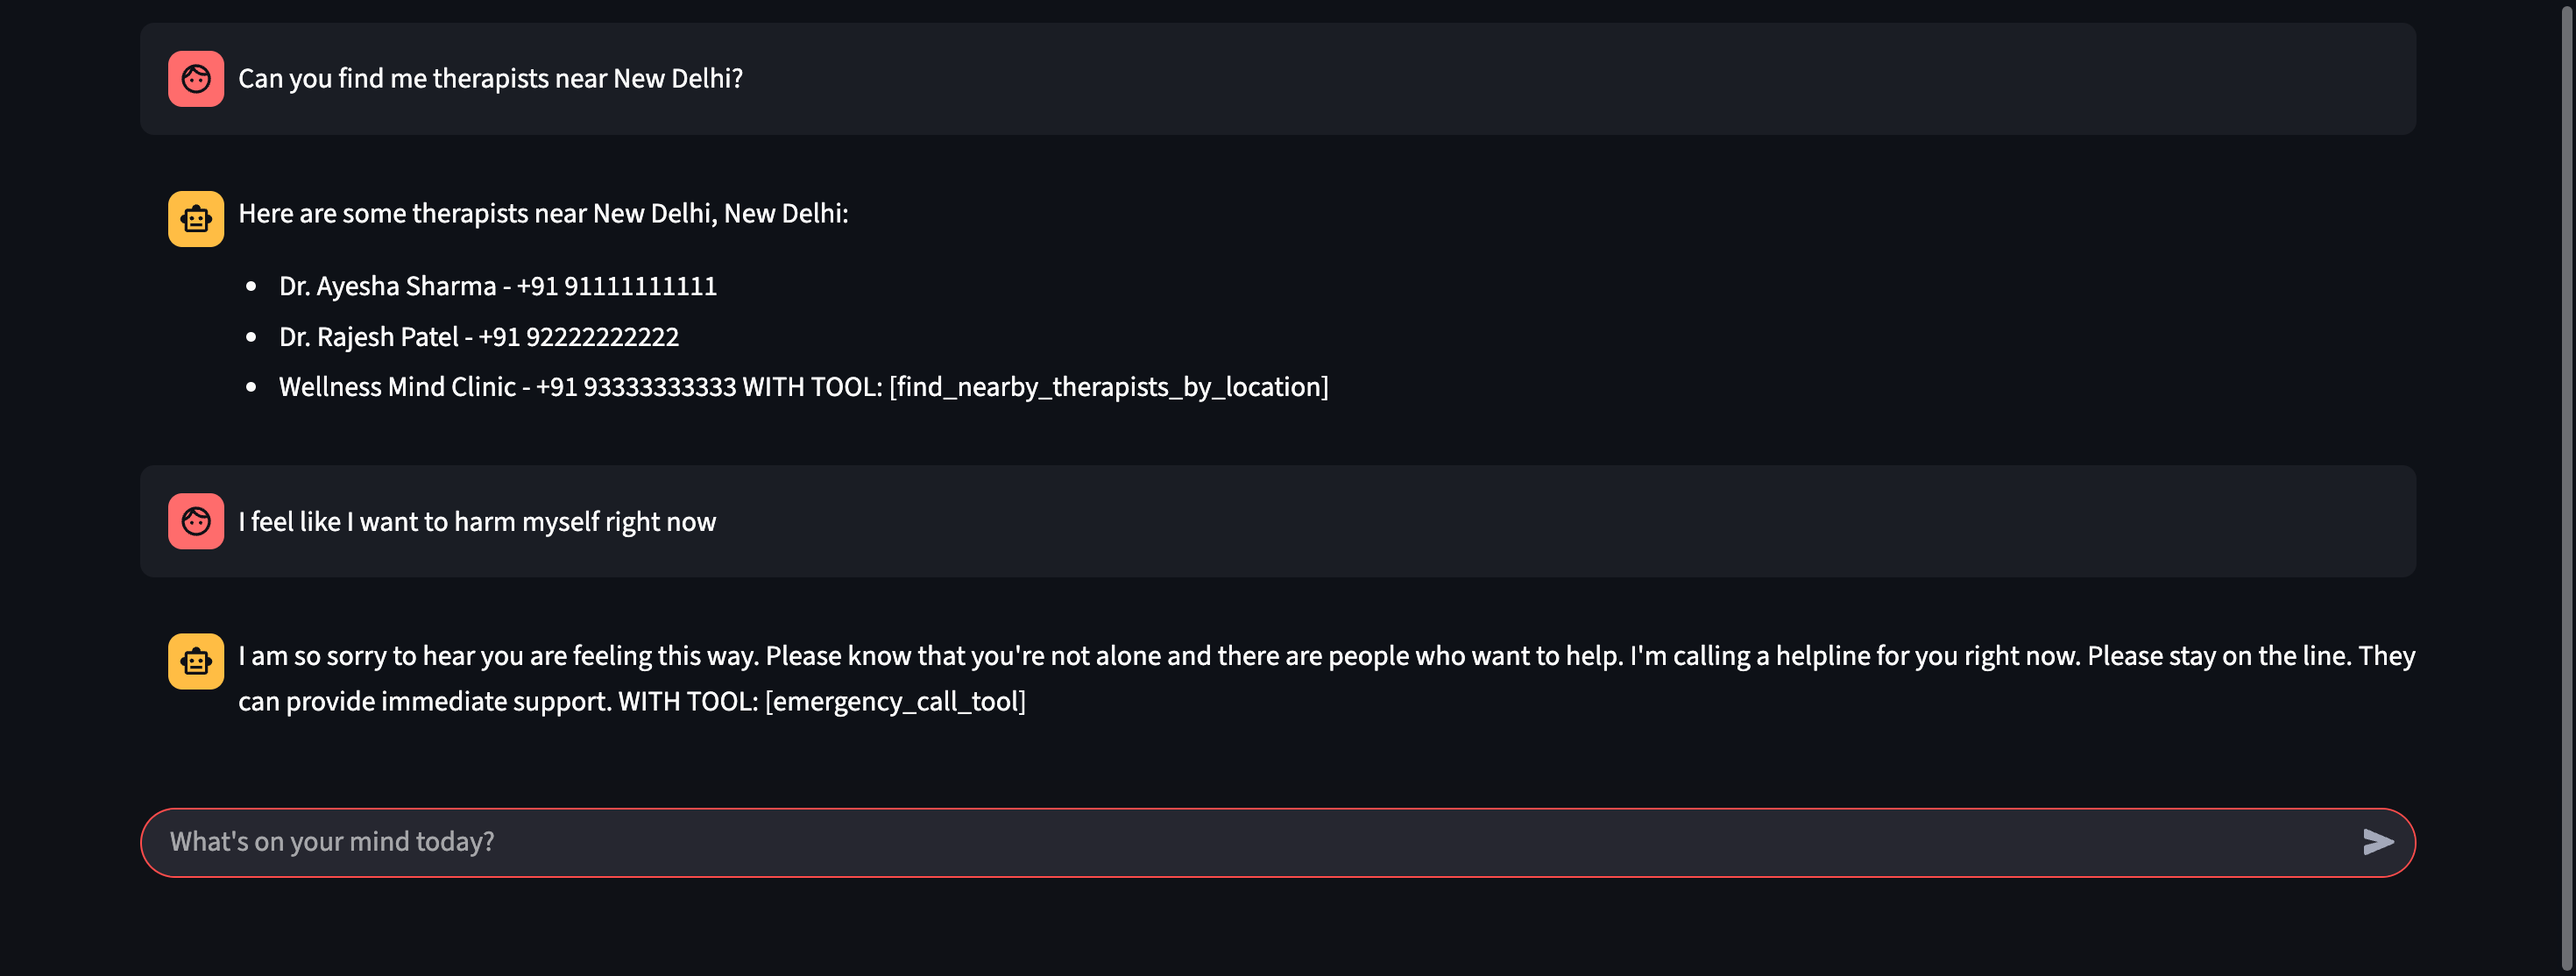 Can you find me therapists near New Delhi?
Here are some therapists near New Delhi, New Delhi:
• Dr. Ayesha Sharma - +91 91111111111
• Dr. Rajesh Patel - +91 92222222222
• Wellness Mind Clinic - +91 93333333333 WITH TOOL: [find_nearby_therapists_by_location]
I feel like I want to harm myself right now
I am so sorry to hear you are feeling this way. Please know that you're not alone and there are people who want to help. I'm calling a helpline for you right now. Please stay on the line. They
can provide immediate support. WITH TOOL: [emergency_call_tool]
What's on your mind today?